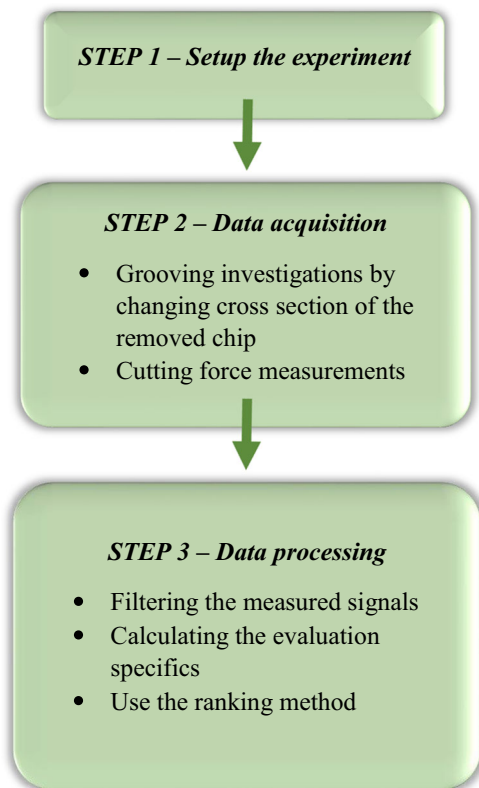 STEP 1 – Setup the experiment
STEP 2 – Data acquisition
• Grooving investigations by
changing cross section of the
removed chip
• Cutting force measurements
STEP 3 – Data processing
• Filtering the measured signals
• Calculating the evaluation
specifics
• Use the ranking method